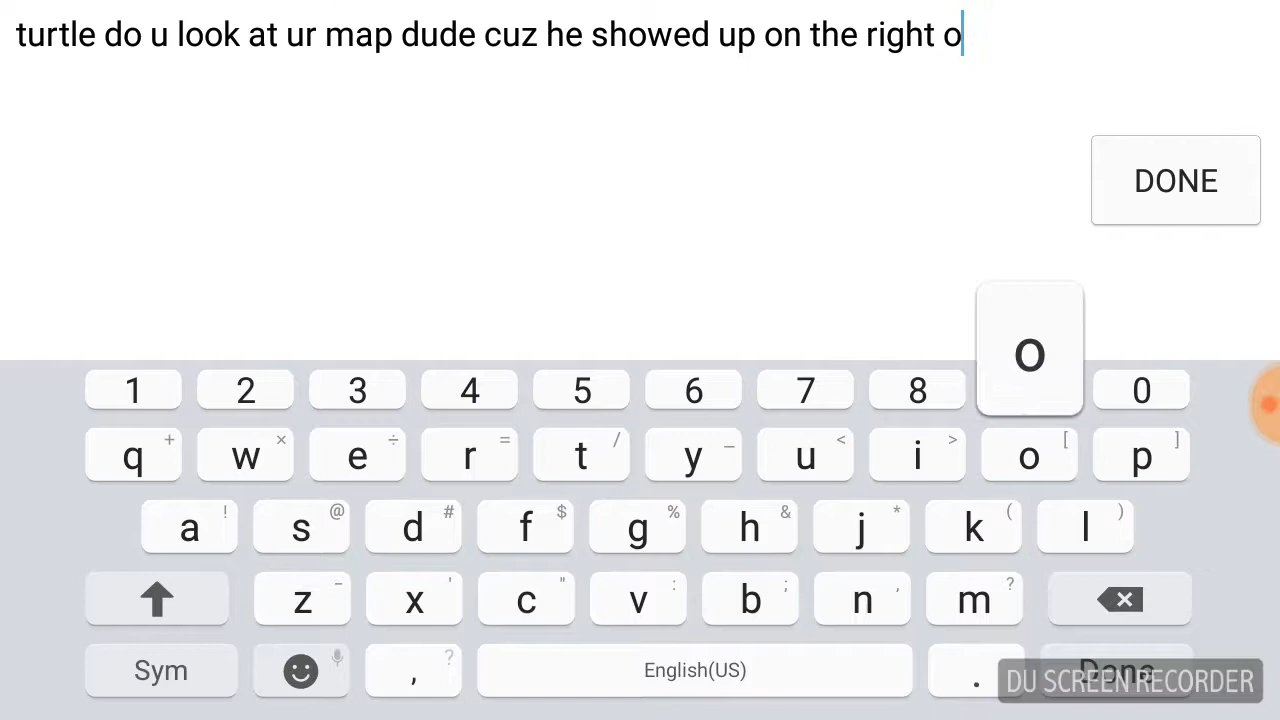 turtle do u look at ur map dude cuz he showed up on the right o
DONE
o
1 2 3 4 5 6 7 8 0
q + w × e ÷ r = t / y _ u < i > o [ p ]
a ! s @ d # f $ g % h & j * k ( l )
z - x ' c " v : b ; n , m ?
Sym , ? English(US) . Done
DU SCREEN RECORDER